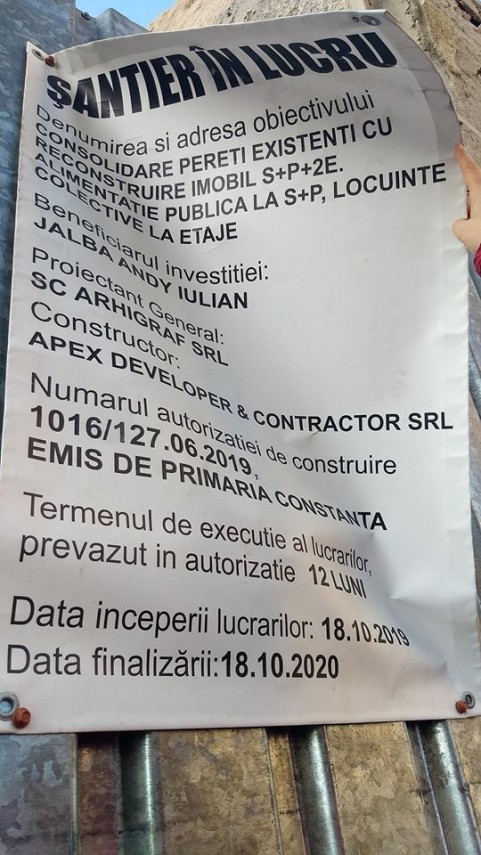 ŞANTIER ÎN LUCRU
Denumirea si adresa obiectivului
CONSOLIDARE PERETI EXISTENTI CU
RECONSTRUIRE IMOBIL S+P+2E.
ALIMENTATIE PUBLICA LA S+P, LOCUINTE
COLECTIVE LA ETAJE
Beneficiarul investitiei:
JALBA ANDY IULIAN
Proiectant General:
SC ARHIGRAF SRL
Constructor:
APEX DEVELOPER & CONTRACTOR SRL
Numarul autorizatiei de construire
1016/127.06.2019,
EMIS DE PRIMARIA CONSTANTA
Termenul de executie al lucrarilor,
prevazut in autorizatie 12 LUNI
Data inceperii lucrarilor: 18.10.2019
Data finalizării:18.10.2020